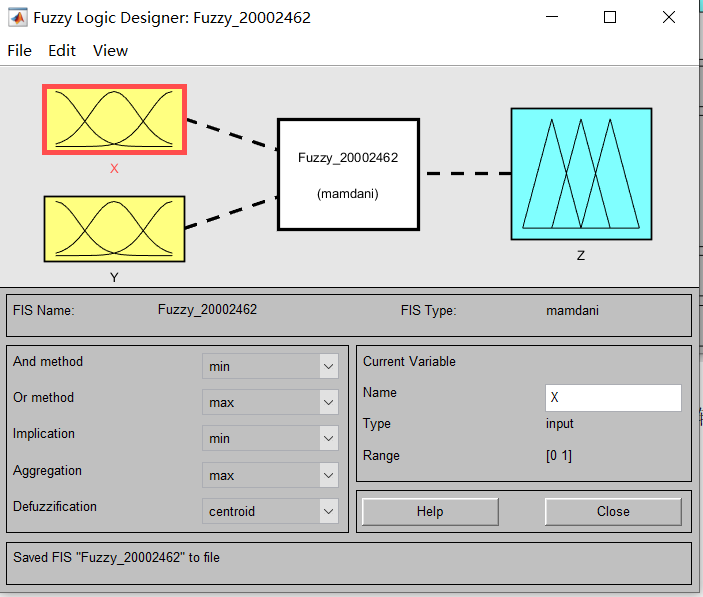 Fuzzy Logic Designer: Fuzzy_20002462
File Edit View
X
Fuzzy_20002462
(mamdani)
Y
Z
FIS Name: Fuzzy_20002462 FIS Type: mamdani
And method min
Or method max
Implication min
Aggregation max
Defuzzification centroid
Current Variable
Name X
Type input
Range [0 1]
Help Close
Saved FIS "Fuzzy_20002462" to file